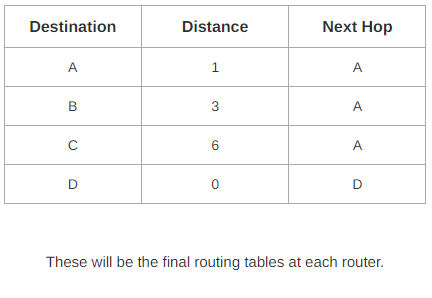 Destination Distance Next Hop
A 1 A
B 3 A
C 6 A
D 0 D
These will be the final routing tables at each router.